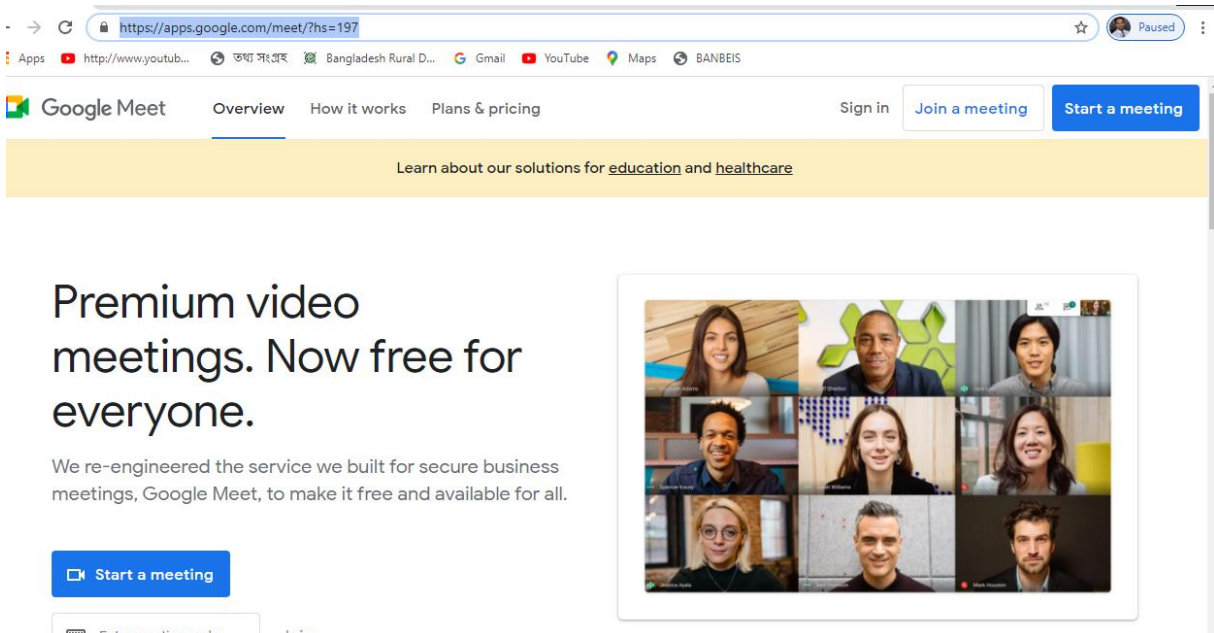 https://apps.google.com/meet/?hs=197
Paused
Apps http://www.youtub... তথ্য সংগ্রহ Bangladesh Rural D... Gmail YouTube Maps BANBEIS
Google Meet Overview How it works Plans & pricing Sign in Join a meeting Start a meeting
Learn about our solutions for education and healthcare
Premium video
meetings. Now free for
everyone.
We re-engineered the service we built for secure business
meetings, Google Meet, to make it free and available for all.
Start a meeting